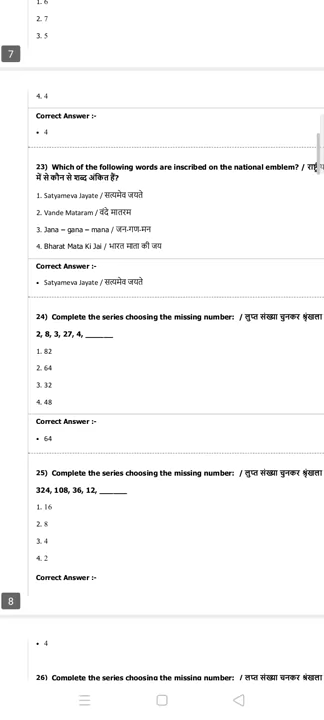 1. 6
2. 7
3. 5
7
4. 4
Correct Answer :-
• 4
23) Which of the following words are inscribed on the national emblem? /
में से कौन से शब्द अंकित हैं?
1. Satyameva Jayate / सत्यमेव जयते
2. Vande Mataram / वंदे मातरम
3. Jana – gana – mana / जन-गण-मन
4. Bharat Mata Ki Jai / भारत माता की जय
Correct Answer :-
• Satyameva Jayate / सत्यमेव जयते
24) Complete the series choosing the missing number: / लुप्त संख्या चुनकर श्रृंखला
2, 8, 3, 27, 4, ______
1. 82
2. 64
3. 32
4. 48
Correct Answer :-
• 64
25) Complete the series choosing the missing number: / लुप्त संख्या चुनकर श्रृंखला
324, 108, 36, 12, ______
1. 16
2. 8
3. 4
4. 2
Correct Answer :-
8
• 4
26) Complete the series choosing the missing number: / लुप्त संख्या चुनकर श्रृंखला